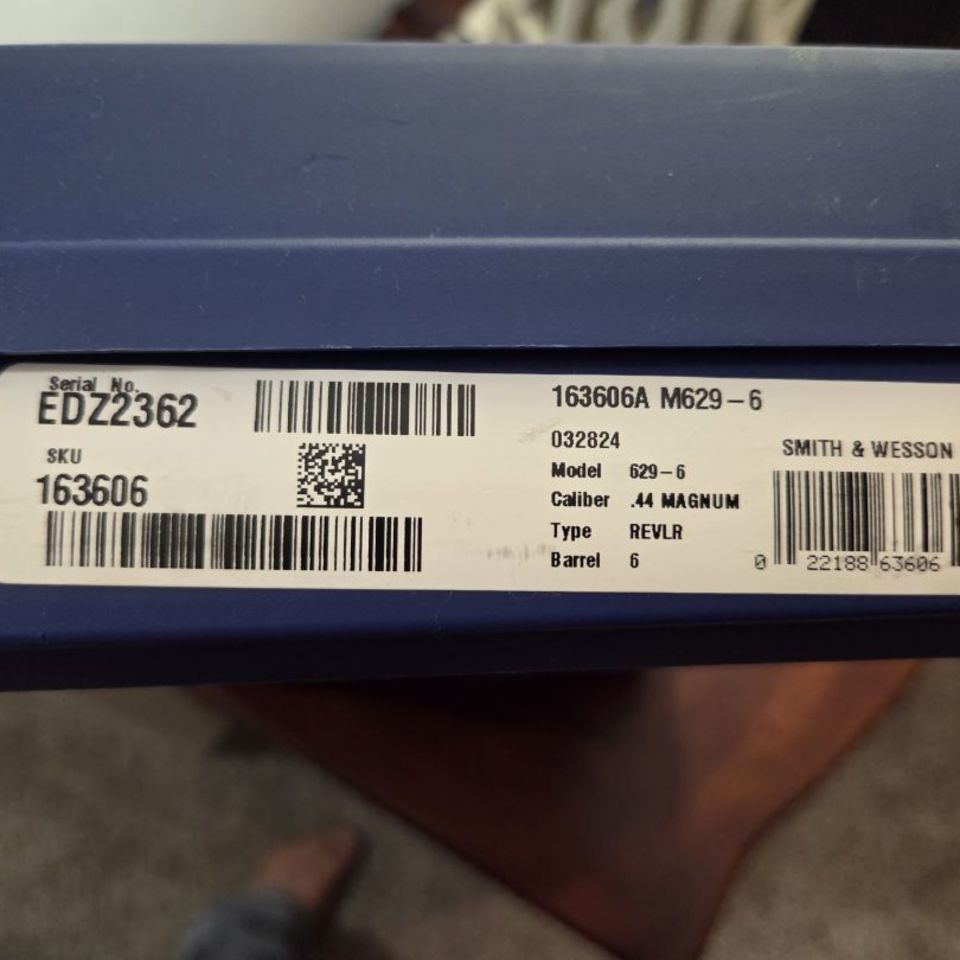 Serial No.
EDZ2362
SKU
163606
163606A M629-6
032824
Model 629-6
Caliber .44 MAGNUM
Type REVLR
Barrel 6
SMITH & WESSON
0 22188 63606